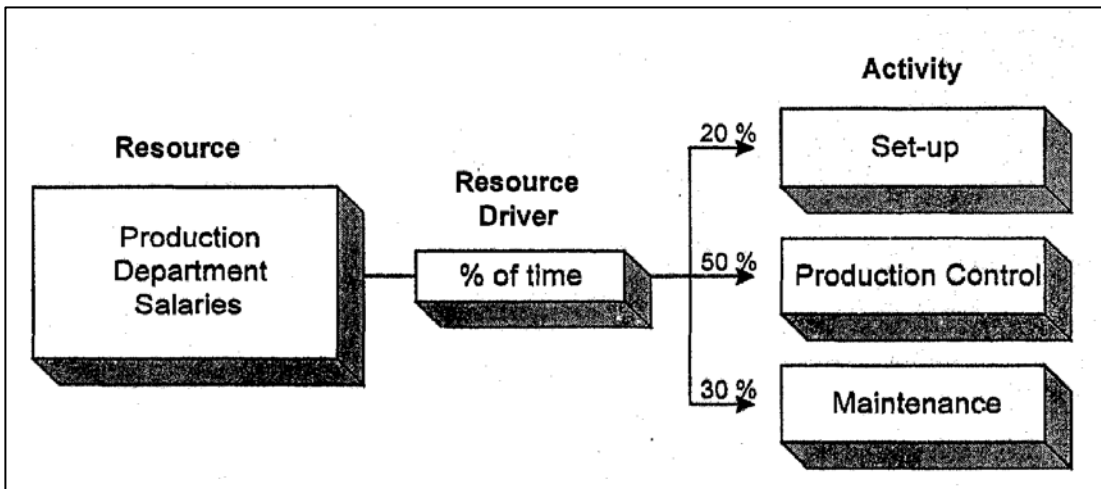 Resource
Production
Department
Salaries
Resource
Driver
% of time
Activity
20 %
Set-up
50 %
Production Control
30 %
Maintenance